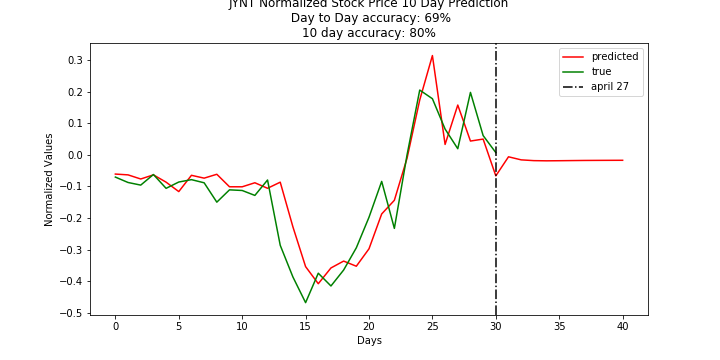 JYNT Normalized Stock Price 10 Day Prediction
Day to Day accuracy: 69%
10 day accuracy: 80%
predicted
true
april 27
Normalized Values
0.3
0.2
0.1
0.0
−0.1
−0.2
−0.3
−0.4
−0.5
0 5 10 15 20 25 30 35 40
Days